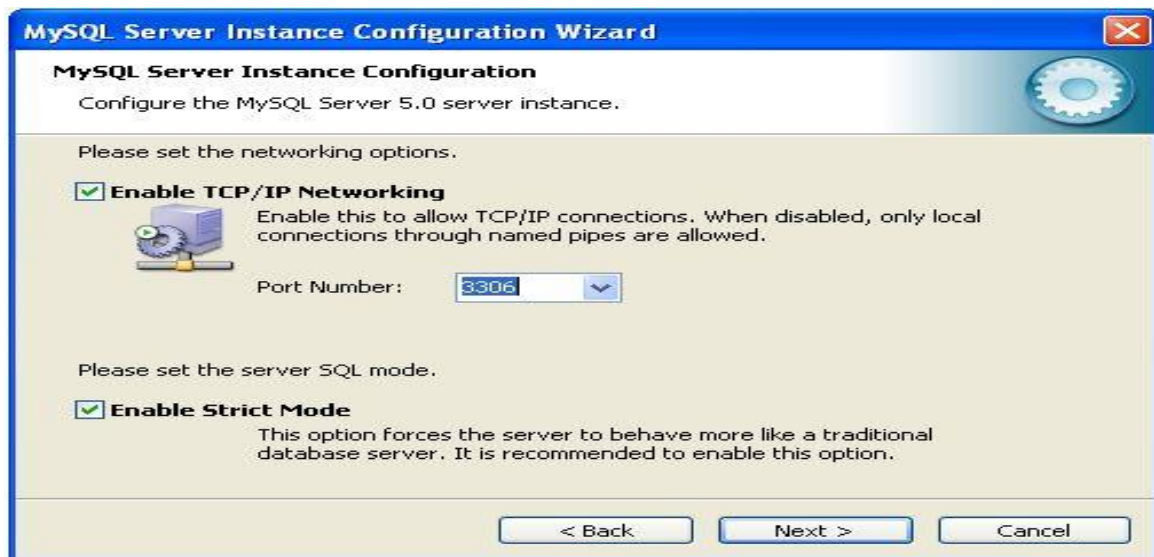 MySQL Server Instance Configuration Wizard
MySQL Server Instance Configuration
Configure the MySQL Server 5.0 server instance.
Please set the networking options.
Enable TCP/IP Networking
Enable this to allow TCP/IP connections. When disabled, only local
connections through named pipes are allowed.
Port Number: 3306
Please set the server SQL mode.
Enable Strict Mode
This option forces the server to behave more like a traditional
database server. It is recommended to enable this option.
< Back Next > Cancel